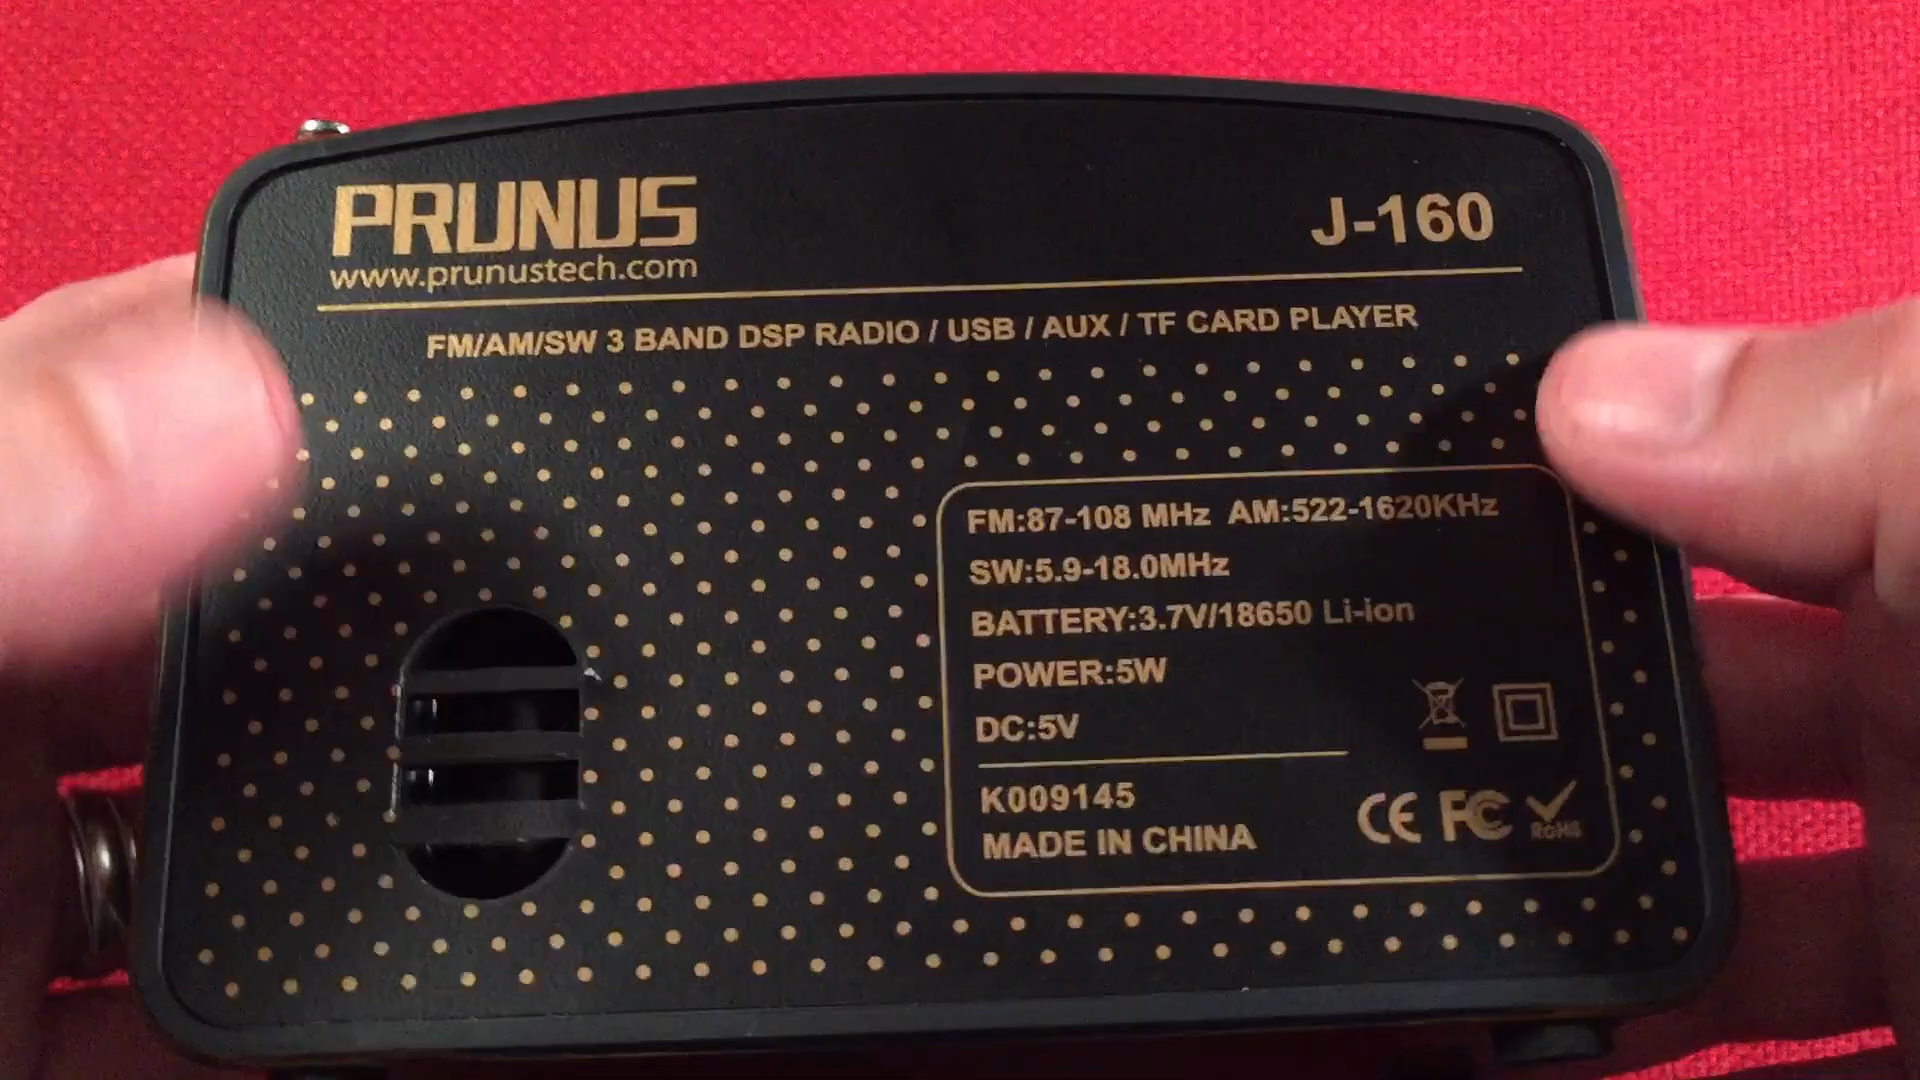 PRUNUS
www.prunustech.com
J-160
FM/AM/SW 3 BAND DSP RADIO / USB / AUX / TF CARD PLAYER
FM:87-108 MHz AM:522-1620KHz
SW:5.9-18.0MHz
BATTERY:3.7V/18650 Li-ion
POWER:5W
DC:5V
K009145
MADE IN CHINA
CE FC RoHS